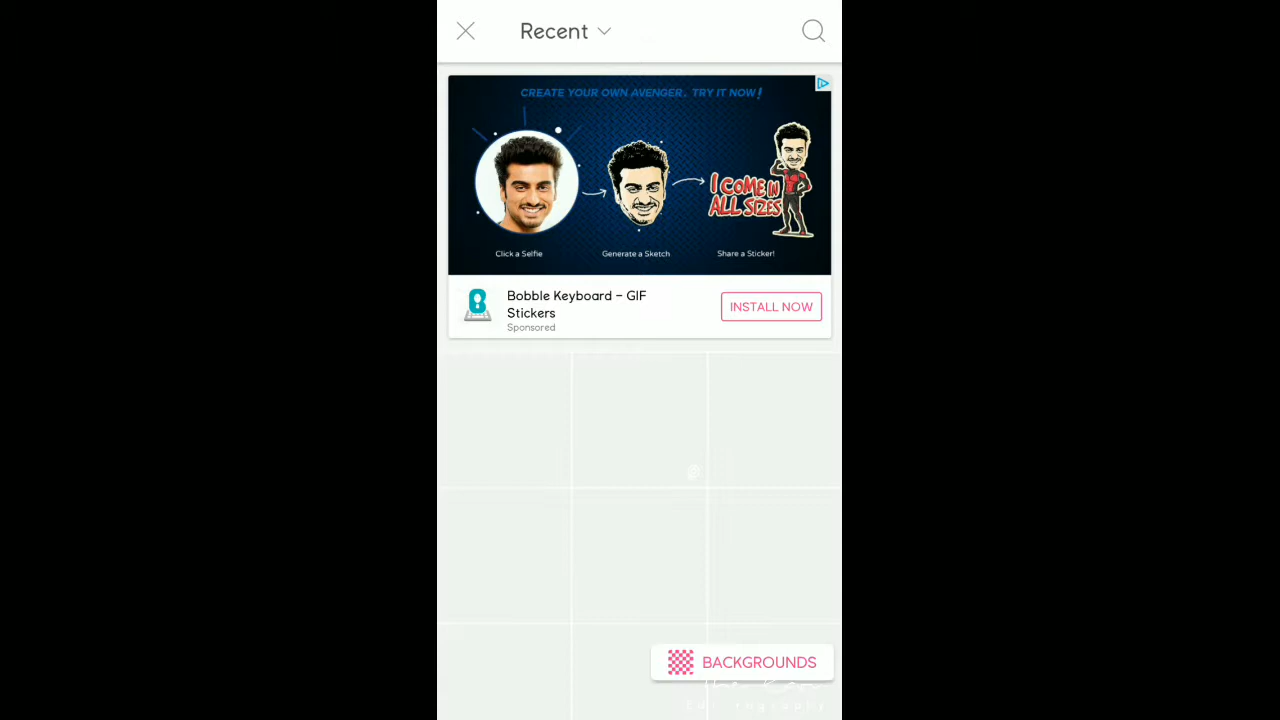 Recent
CREATE YOUR OWN AVENGER. TRY IT NOW!
I COME IN
ALL SIZES
Click a Selfie
Generate a Sketch
Share a Sticker!
Bobble Keyboard – GIF
Stickers
Sponsored
INSTALL NOW
BACKGROUNDS